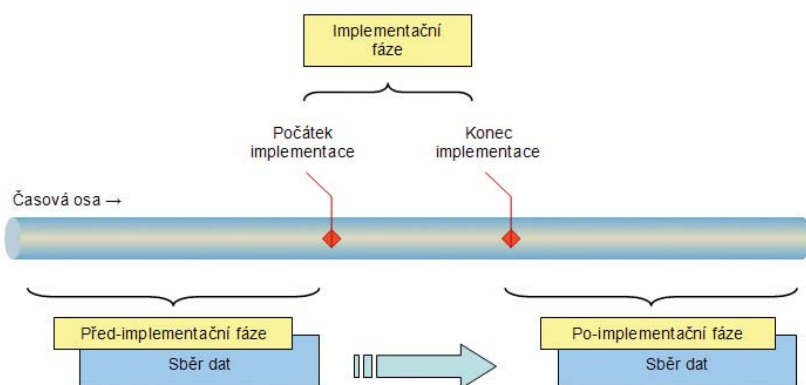 Implementační
fáze
Počátek
implementace
Konec
implementace
Časová osa →
Před-implementační fáze
Sběr dat
Po-implementační fáze
Sběr dat